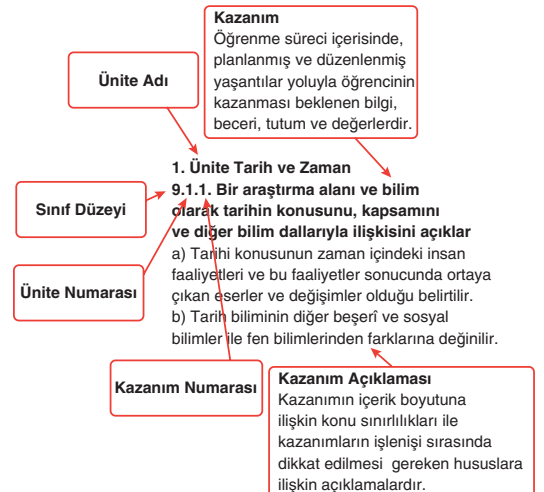 Kazanım
Öğrenme süreci içerisinde,
planlanmış ve düzenlenmiş
yaşantılar yoluyla öğrencinin
kazanması beklenen bilgi,
beceri, tutum ve değerlerdir.
Ünite Adı
1. Ünite Tarih ve Zaman
9.1.1. Bir araştırma alanı ve bilim
olarak tarihin konusunu, kapsamını
ve diğer bilim dallarıyla ilişkisini açıklar
a) Tarihi konusunun zaman içindeki insan
faaliyetleri ve bu faaliyetler sonucunda ortaya
çıkan eserler ve değişimler olduğu belirtilir.
b) Tarih biliminin diğer beşerî ve sosyal
bilimler ile fen bilimlerinden farklarına değinilir.
Sınıf Düzeyi
Ünite Numarası
Kazanım Numarası
Kazanım Açıklaması
Kazanımın içerik boyutuna
ilişkin konu sınırlılıkları ile
kazanımların işlenişi sırasında
dikkat edilmesi gereken hususlara
ilişkin açıklamalardır.